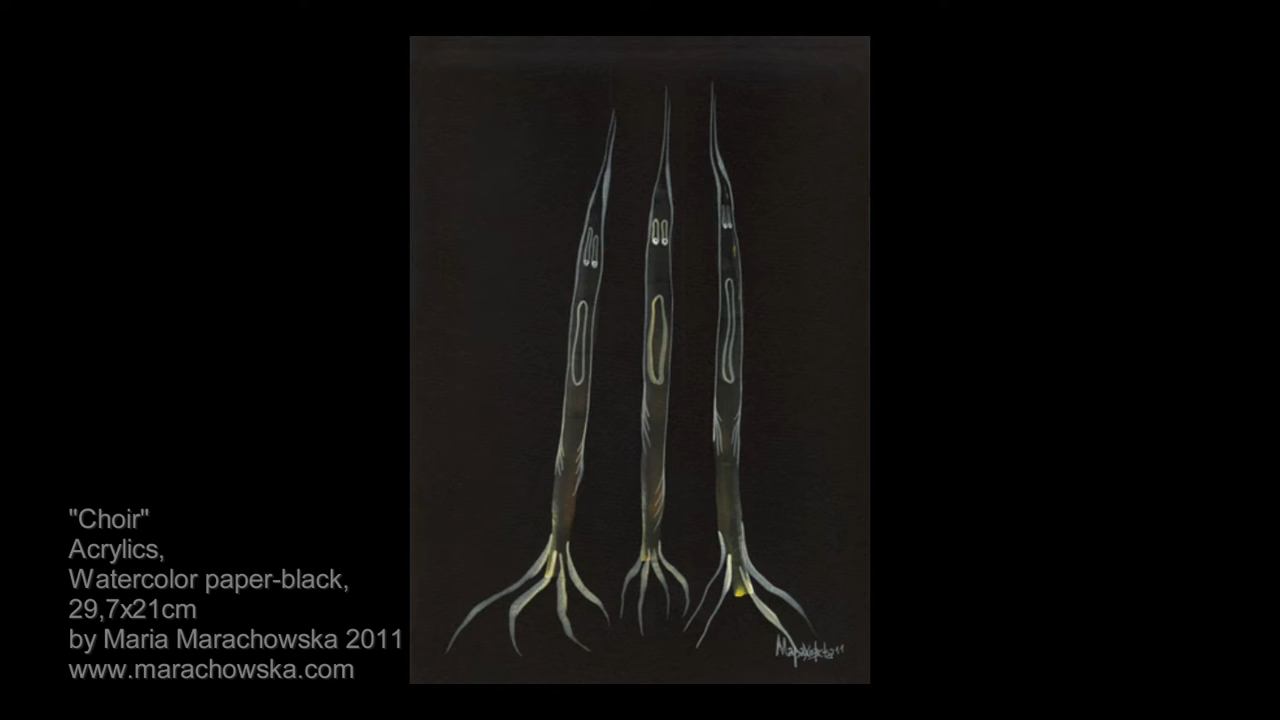 "Choir"
Acrylics,
Watercolor paper-black,
29,7x21cm
by Maria Marachowska 2011
www.marachowska.com